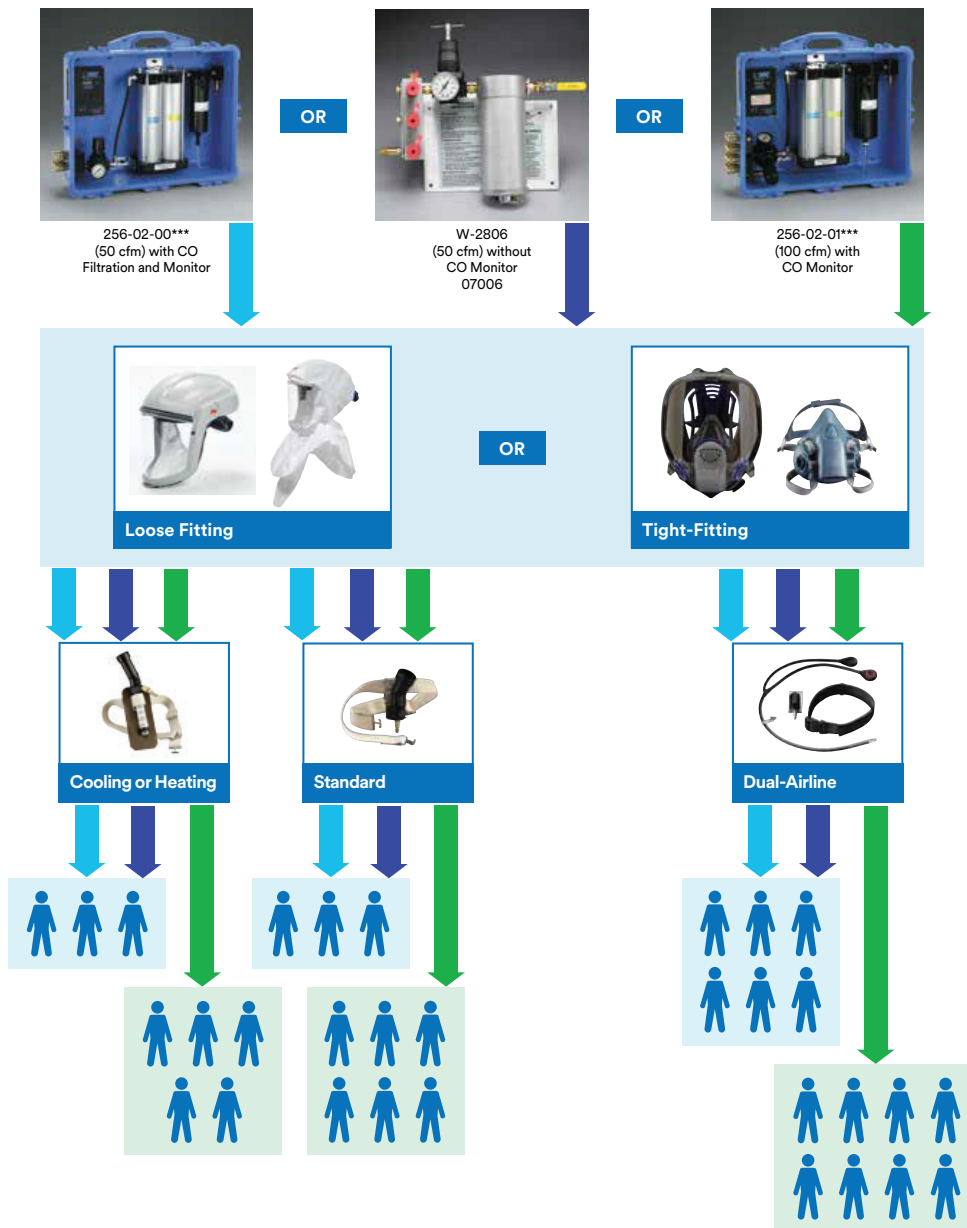 OR
OR
256-02-00***
(50 cfm) with CO
Filtration and Monitor
W-2806
(50 cfm) without
CO Monitor
07006
256-02-01***
(100 cfm) with
CO Monitor
OR
Loose Fitting
Tight-Fitting
Cooling or Heating
Standard
Dual-Airline